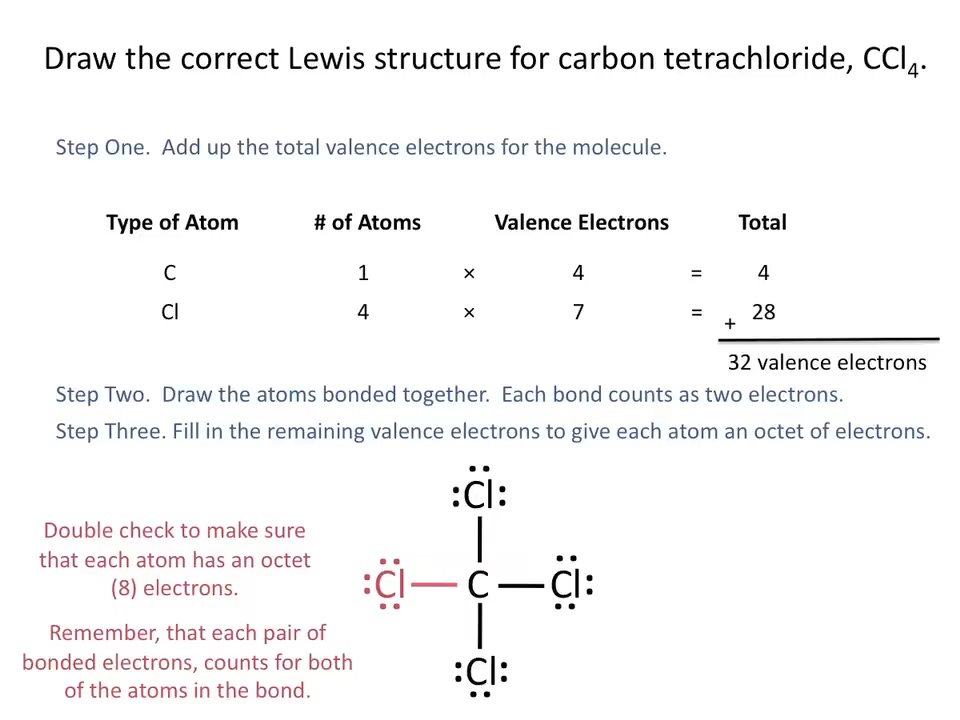 Draw the correct Lewis structure for carbon tetrachloride, CCl₄.
Step One.  Add up the total valence electrons for the molecule.
Type of Atom # of Atoms Valence Electrons Total
C 1 × 4 = 4
Cl 4 × 7 = + 28
32 valence electrons
Step Two.  Draw the atoms bonded together.  Each bond counts as two electrons.
Step Three. Fill in the remaining valence electrons to give each atom an octet of electrons.
Cl
Double check to make sure
that each atom has an octet
(8) electrons.
Cl C Cl
Remember, that each pair of
bonded electrons, counts for both
of the atoms in the bond.
Cl